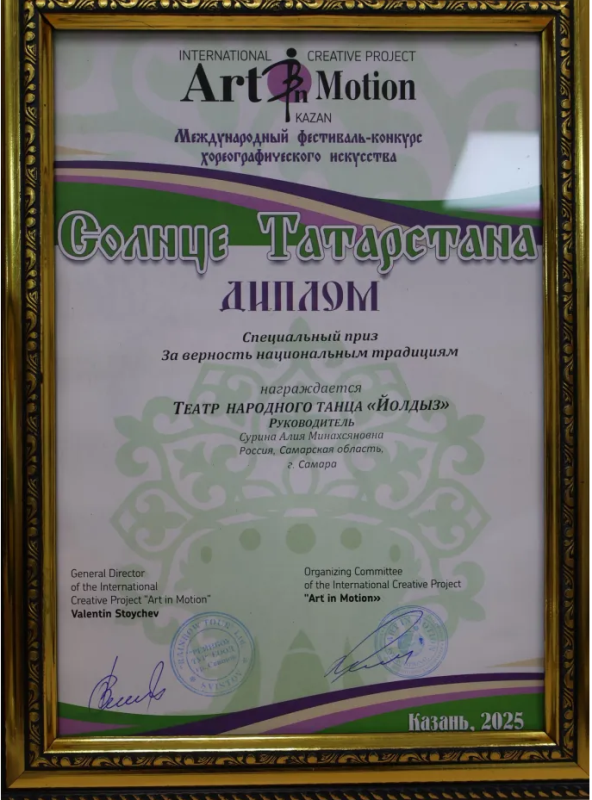 INTERNATIONAL CREATIVE PROJECT
Art in Motion
KAZAN
Международный фестиваль-конкурс
хореографического искусства
Солнце Татарстана
ДИПЛОМ
Специальный приз
За верность национальным традициям
награждается
Театр народного танца «Йолдыз»
Руководитель
Сурина Алия Минахсяновна
Россия, Самарская область,
г. Самара
General Director
of the International
Creative Project "Art in Motion"
Valentin Stoychev
Organizing Committee
of the International Creative Project
"Art in Motion»
Казань, 2025